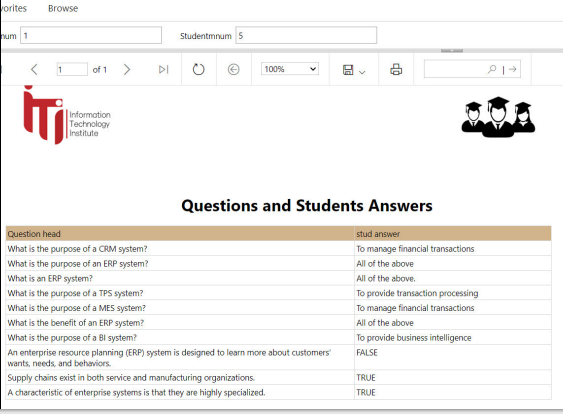 vorites Browse
num 1 Studentmnum 5
1 of 1 100%
iti Information
Technology
Institute
Questions and Students Answers
Question head stud answer
What is the purpose of a CRM system? To manage financial transactions
What is the purpose of an ERP system? All of the above
What is an ERP system? All of the above.
What is the purpose of a TPS system? To provide transaction processing
What is the purpose of a MES system? To manage financial transactions
What is the benefit of an ERP system? All of the above
What is the purpose of a BI system? To provide business intelligence
An enterprise resource planning (ERP) system is designed to learn more about customers' FALSE
wants, needs, and behaviors.
Supply chains exist in both service and manufacturing organizations. TRUE
A characteristic of enterprise systems is that they are highly specialized. TRUE